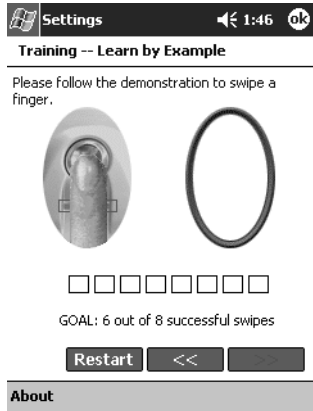 Settings 1:46 ok
Training -- Learn by Example
Please follow the demonstration to swipe a
finger.
GOAL: 6 out of 8 successful swipes
Restart << >>
About